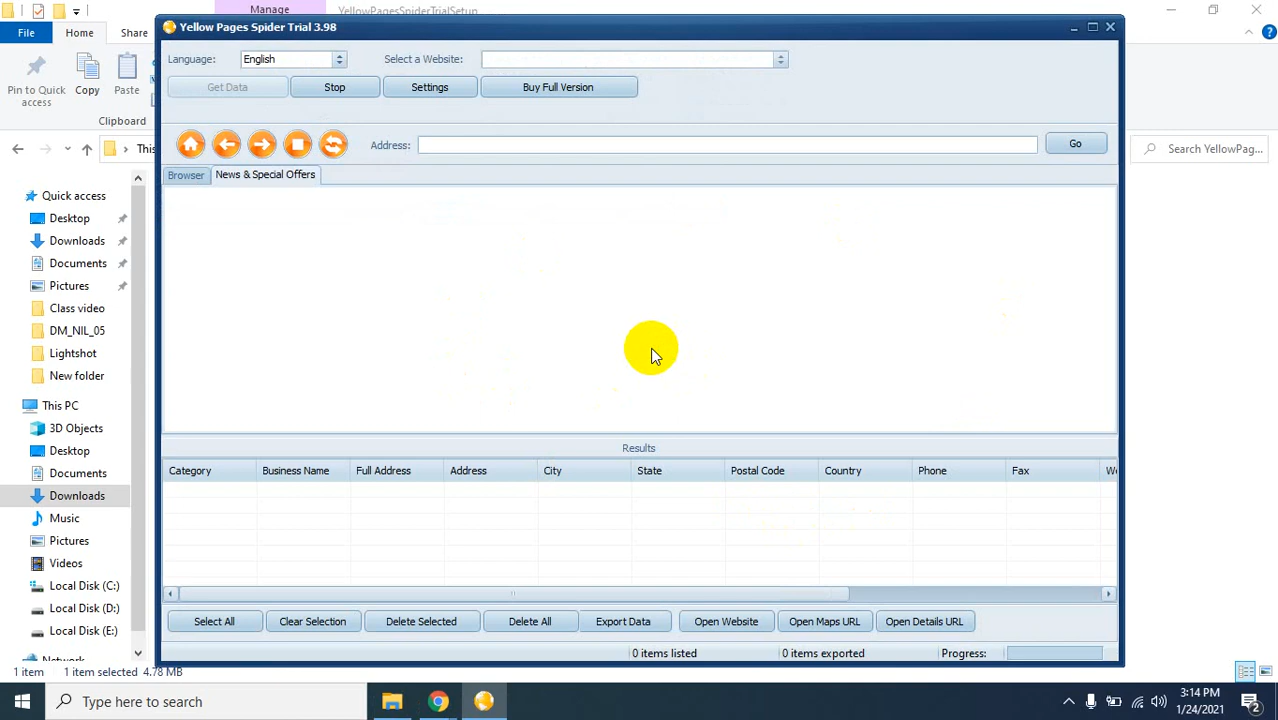 Manage
YellowPagesSpiderTrialSetup
File
Home
Share
Pin to Quick
access
Copy
Paste
Clipboard
This
Search YellowPag...
Quick access
Desktop
Downloads
Documents
Pictures
Class video
DM_NIL_05
Lightshot
New folder
This PC
3D Objects
Desktop
Documents
Downloads
Music
Pictures
Videos
Local Disk (C:)
Local Disk (D:)
Local Disk (E:)
Network
1 item
1 item selected 4.78 MB
Yellow Pages Spider Trial 3.98
Language:
English
Select a Website:
Get Data
Stop
Settings
Buy Full Version
Address:
Go
Browser
News & Special Offers
Results
Category
Business Name
Full Address
Address
City
State
Postal Code
Country
Phone
Fax
Select All
Clear Selection
Delete Selected
Delete All
Export Data
Open Website
Open Maps URL
Open Details URL
0 items listed
0 items exported
Progress:
Type here to search
3:14 PM
1/24/2021
2